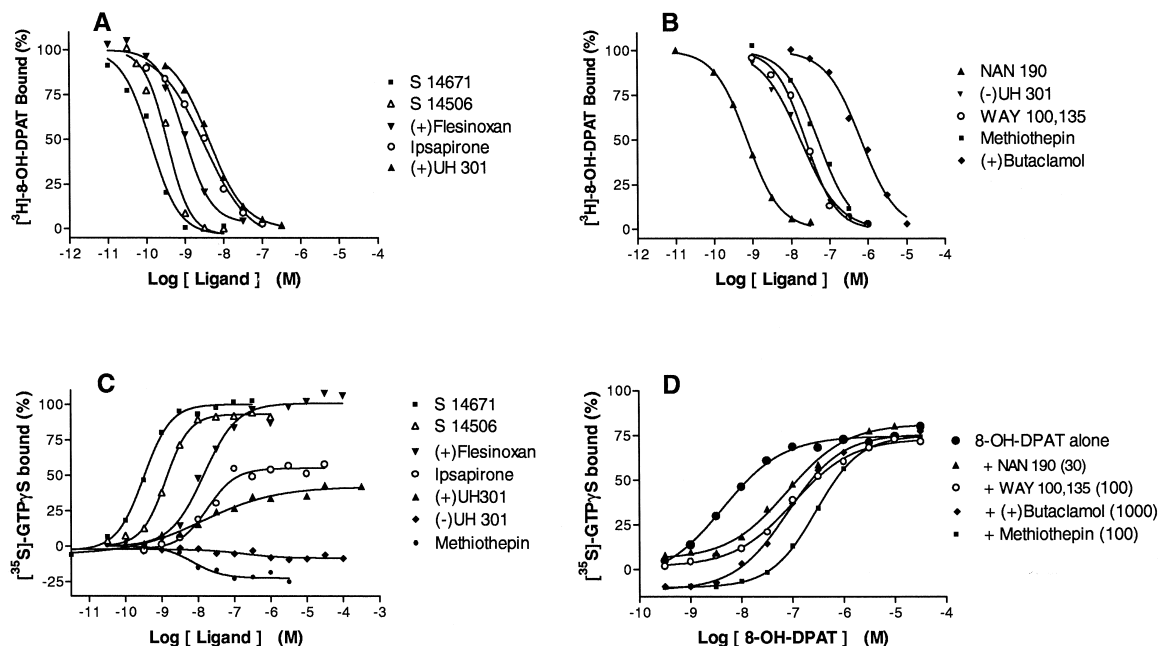 A
[³H]-8-OH-DPAT Bound (%)
100
75
50
25
0
-12 -11 -10 -9 -8 -7 -6 -5 -4
Log [ Ligand ] (M)
S 14671
S 14506
(+)Flesinoxan
Ipsapirone
(+)UH 301
B
[³H]-8-OH-DPAT Bound (%)
100
75
50
25
0
-12 -11 -10 -9 -8 -7 -6 -5 -4
Log [ Ligand ] (M)
NAN 190
(-)UH 301
WAY 100,135
Methiothepin
(+)Butaclamol
C
[³⁵S]-GTPγS bound (%)
100
75
50
25
0
-25
-11 -10 -9 -8 -7 -6 -5 -4 -3
Log [ Ligand ] (M)
S 14671
S 14506
(+)Flesinoxan
Ipsapirone
(+)UH301
(-)UH 301
Methiothepin
D
[³⁵S]-GTPγS bound (%)
100
75
50
25
0
-10 -9 -8 -7 -6 -5 -4
Log [ 8-OH-DPAT ] (M)
8-OH-DPAT alone
+ NAN 190 (30)
+ WAY 100,135 (100)
+ (+)Butaclamol (1000)
+ Methiothepin (100)